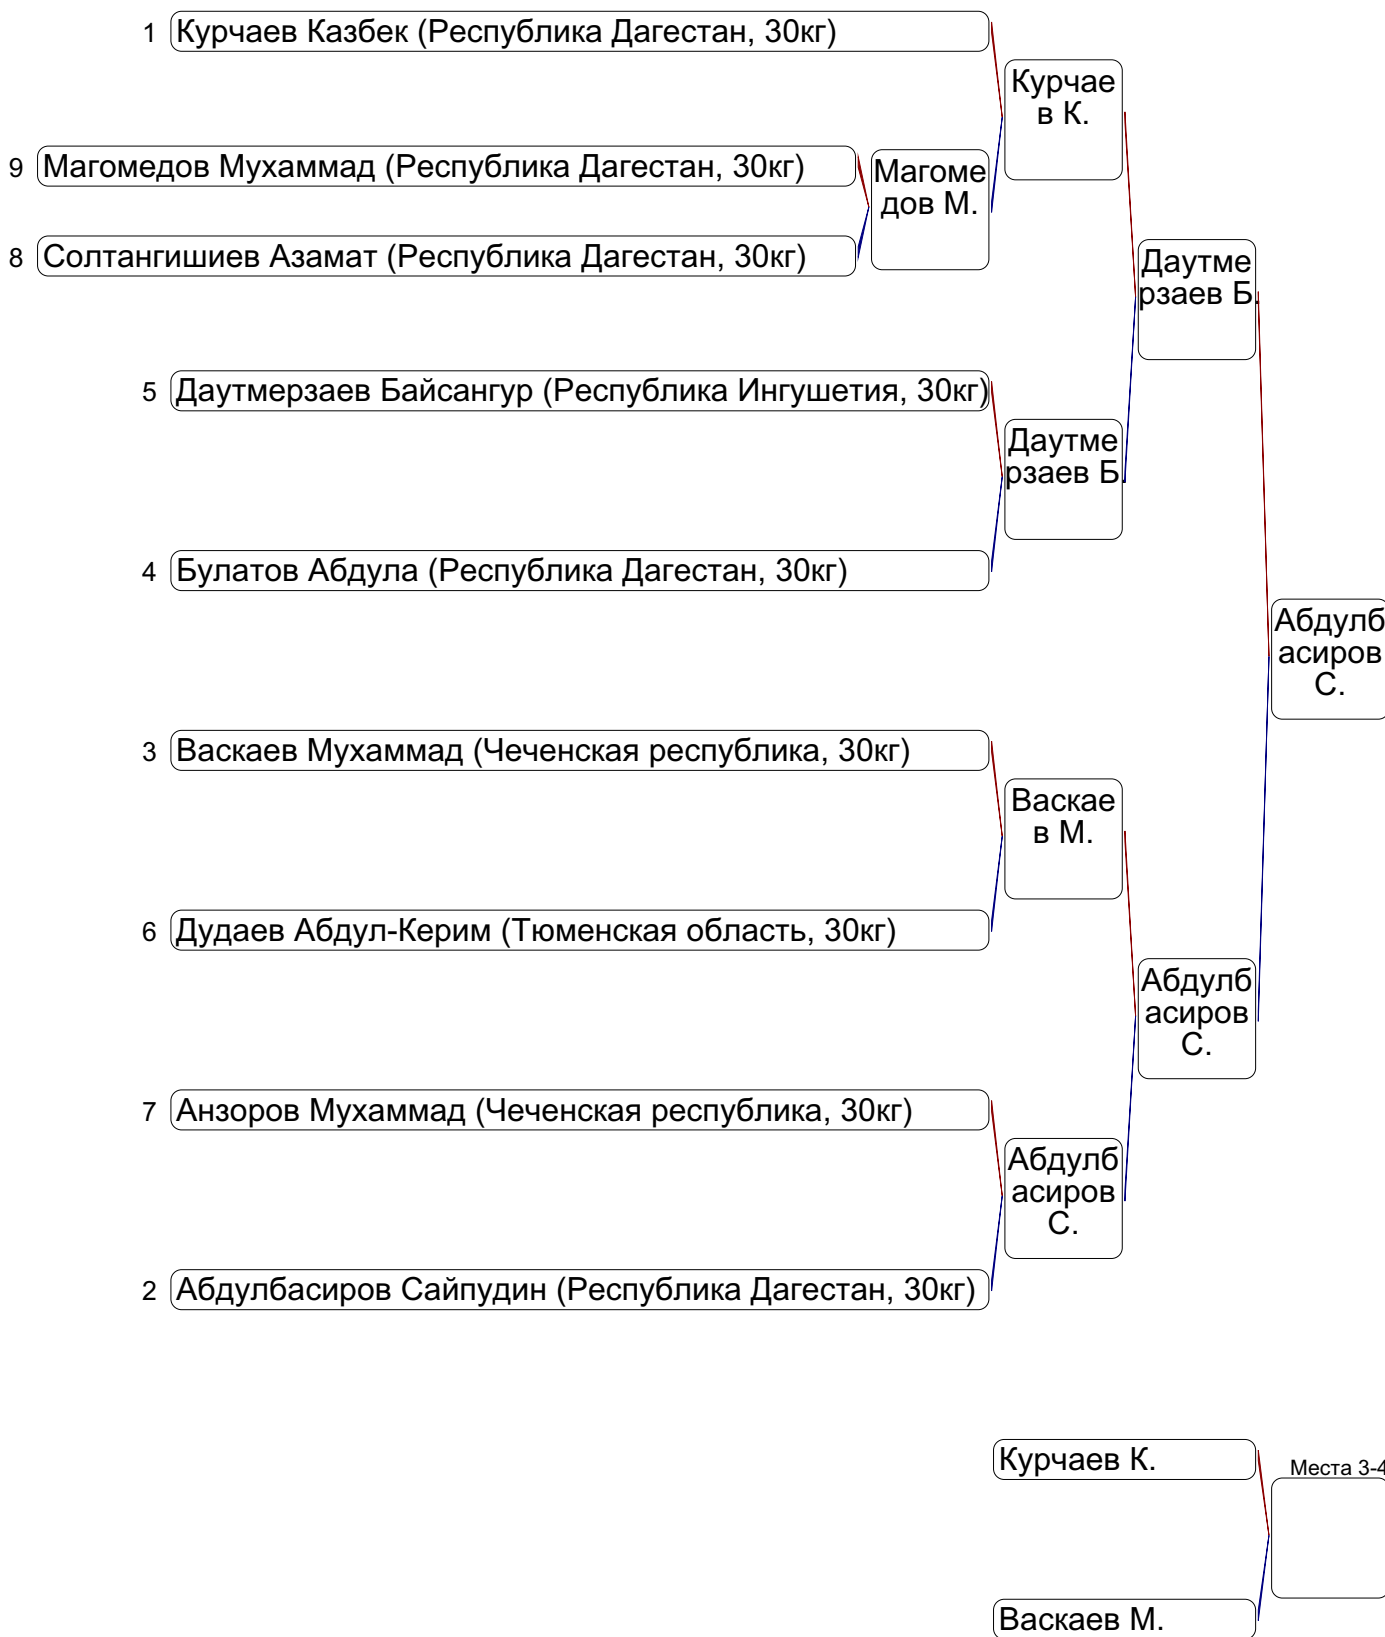 1 Курчаев Казбек (Республика Дагестан, 30кг)
Курчае
в К.
9 Магомедов Мухаммад (Республика Дагестан, 30кг)
Магоме
дов М.
8 Солтангишиев Азамат (Республика Дагестан, 30кг)
Даутме
рзаев Б.
5 Даутмерзаев Байсангур (Республика Ингушетия, 30кг)
Даутме
рзаев Б.
4 Булатов Абдула (Республика Дагестан, 30кг)
Абдулб
асиров
С.
3 Васкаев Мухаммад (Чеченская республика, 30кг)
Васкае
в М.
6 Дудаев Абдул-Керим (Тюменская область, 30кг)
Абдулб
асиров
С.
7 Анзоров Мухаммад (Чеченская республика, 30кг)
Абдулб
асиров
С.
2 Абдулбасиров Сайпудин (Республика Дагестан, 30кг)
Курчаев К.
Места 3-4
Васкаев М.